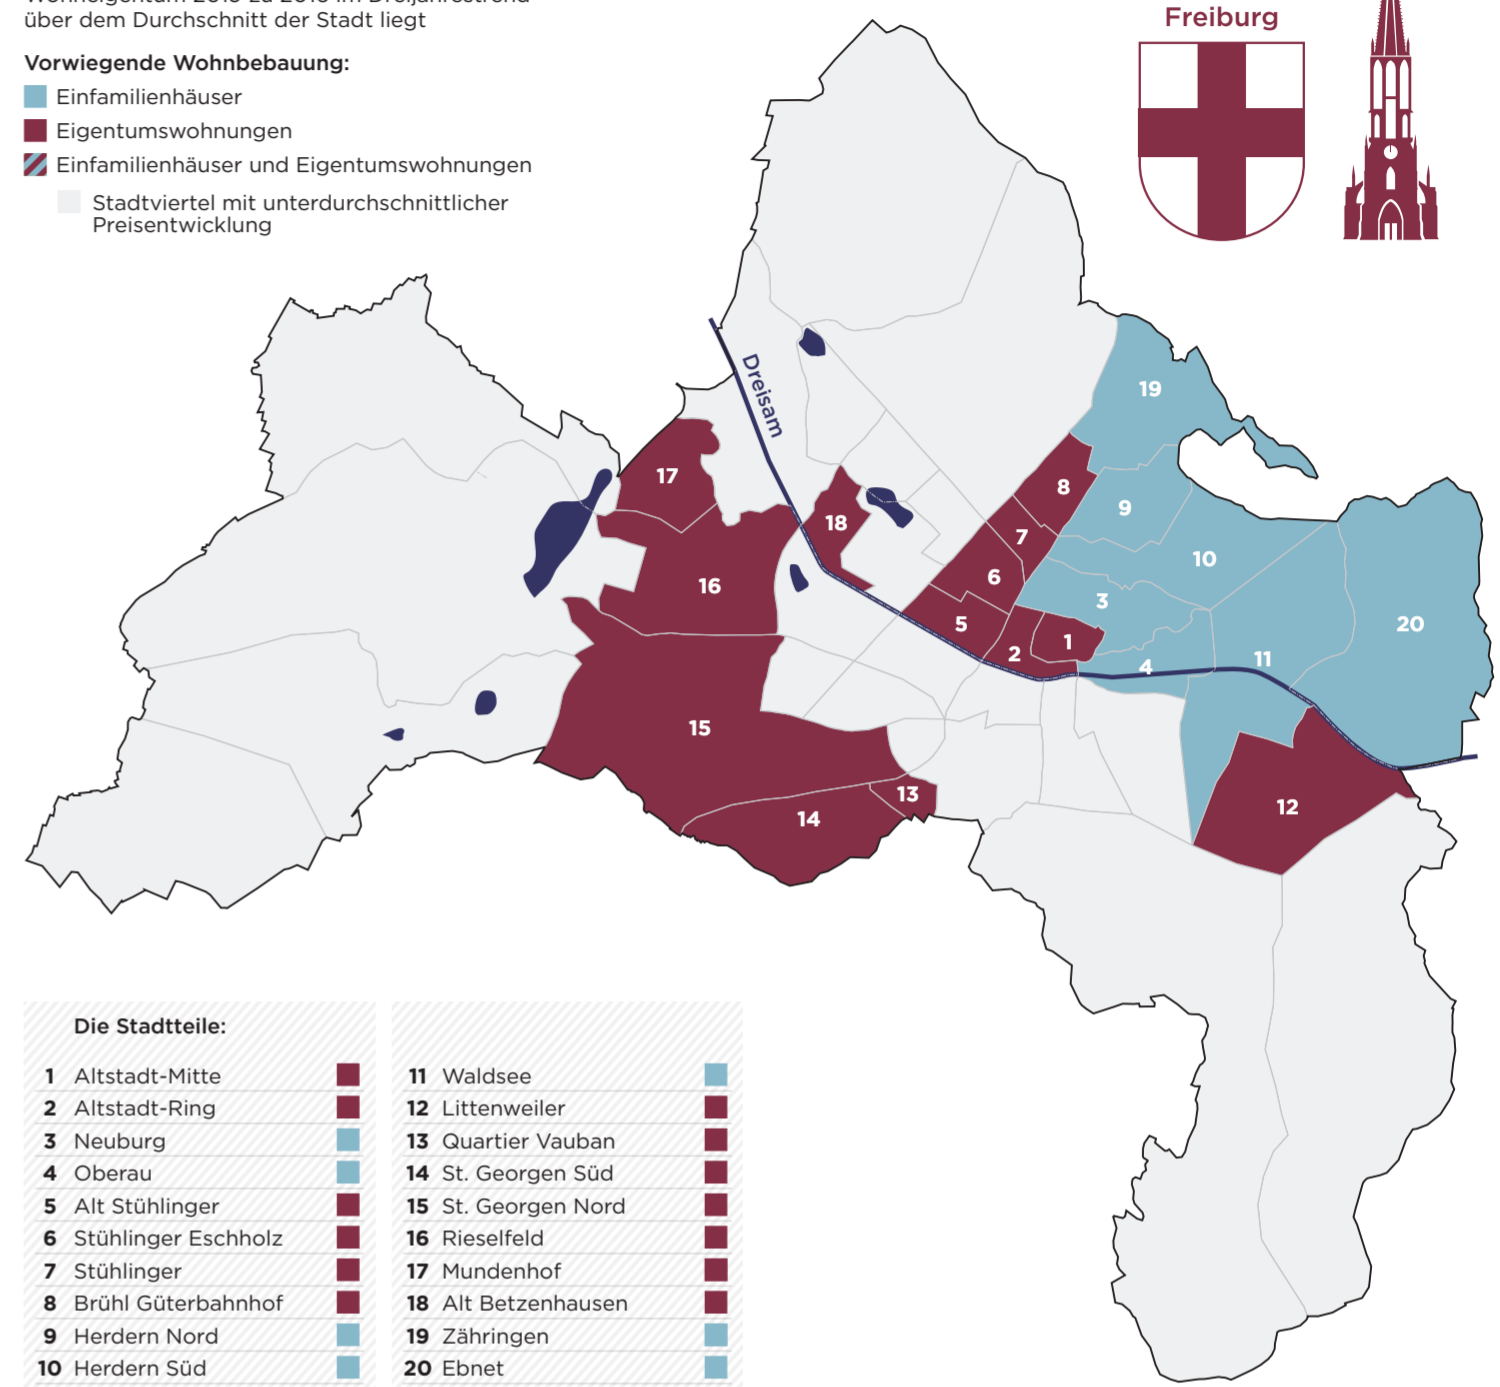 über dem Durchschnitt der Stadt liegt
Vorwiegende Wohnbebauung:
Einfamilienhäuser
Eigentumswohnungen
Einfamilienhäuser und Eigentumswohnungen
Stadtviertel mit unterdurchschnittlicher
Preisentwicklung
Freiburg
Dreisam
19
17
8
9
18
7
10
6
16
3
5
20
1
2
11
4
15
13
12
14
Die Stadtteile:
1 Altstadt-Mitte
2 Altstadt-Ring
3 Neuburg
4 Oberau
5 Alt Stühlinger
6 Stühlinger Eschholz
7 Stühlinger
8 Brühl Güterbahnhof
9 Herdern Nord
10 Herdern Süd
11 Waldsee
12 Littenweiler
13 Quartier Vauban
14 St. Georgen Süd
15 St. Georgen Nord
16 Rieselfeld
17 Mundenhof
18 Alt Betzenhausen
19 Zähringen
20 Ebnet